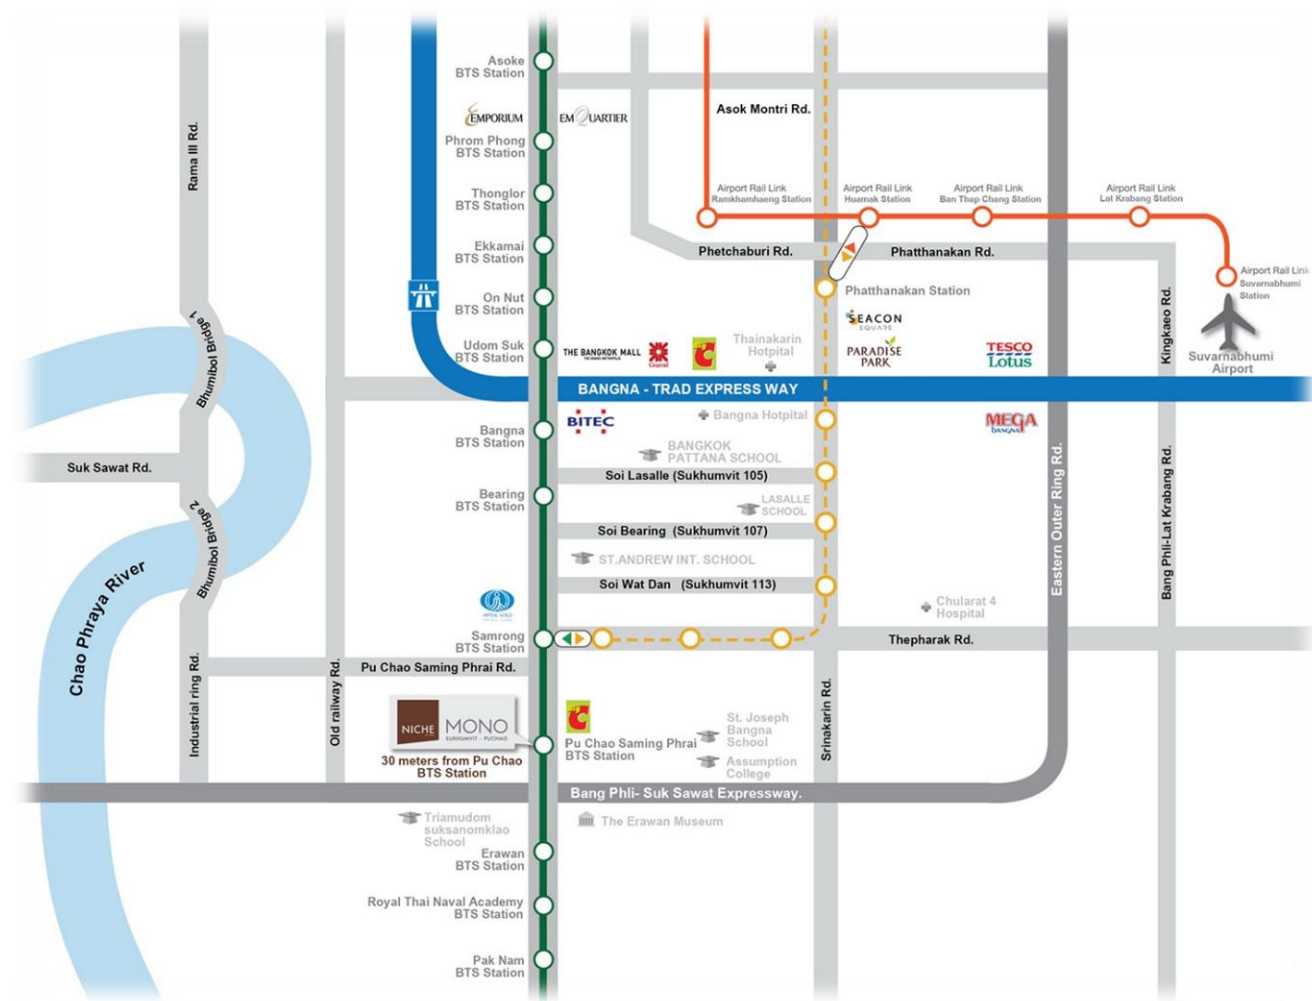 Asoke
BTS Station
Asok Montri Rd.
EMPORIUM
EMQUARTIER
Phrom Phong
BTS Station
Rama III Rd.
Thonglor
BTS Station
Airport Rail Link
Ramkhamhaeng Station
Airport Rail Link
Huamak Station
Airport Rail Link
Ban Thap Chang Station
Airport Rail Link
Lat Krabang Station
Ekkamai
BTS Station
Phetchaburi Rd.
Phatthanakan Rd.
Airport Rail Link
Suvarnabhumi
Station
On Nut
BTS Station
Phatthanakan Station
Kingkaeo Rd.
SEACON
SQUARE
Bhumibol Bridge 1
Udom Suk
BTS Station
THE BANGKOK MALL
Thainakarin
Hotpital
PARADISE
PARK
TESCO
Lotus
Suvarnabhumi
Airport
BANGNA - TRAD EXPRESS WAY
BITEC
Bangna Hotpital
MEGA
BANGNA
Bangna
BTS Station
BANGKOK
PATTANA SCHOOL
Suk Sawat Rd.
Soi Lasalle (Sukhumvit 105)
Bearing
BTS Station
LASALLE
SCHOOL
Eastern Outer Ring Rd.
Bang Phli-Lat Krabang Rd.
Bhumibol Bridge 2
Soi Bearing (Sukhumvit 107)
ST.ANDREW INT. SCHOOL
Soi Wat Dan (Sukhumvit 113)
Chao Phraya River
Chularat 4
Hospital
Samrong
BTS Station
Thepharak Rd.
Pu Chao Saming Phrai Rd.
Industrial ring Rd.
Old railway Rd.
Srinakarin Rd.
NICHE
MONO
SUKHUMVIT - PUCHAO
30 meters from Pu Chao
BTS Station
Pu Chao Saming Phrai
BTS Station
St. Joseph
Bangna
School
Assumption
College
Bang Phli- Suk Sawat Expressway.
Triamudom
suksanomklao
School
The Erawan Museum
Erawan
BTS Station
Royal Thai Naval Academy
BTS Station
Pak Nam
BTS Station